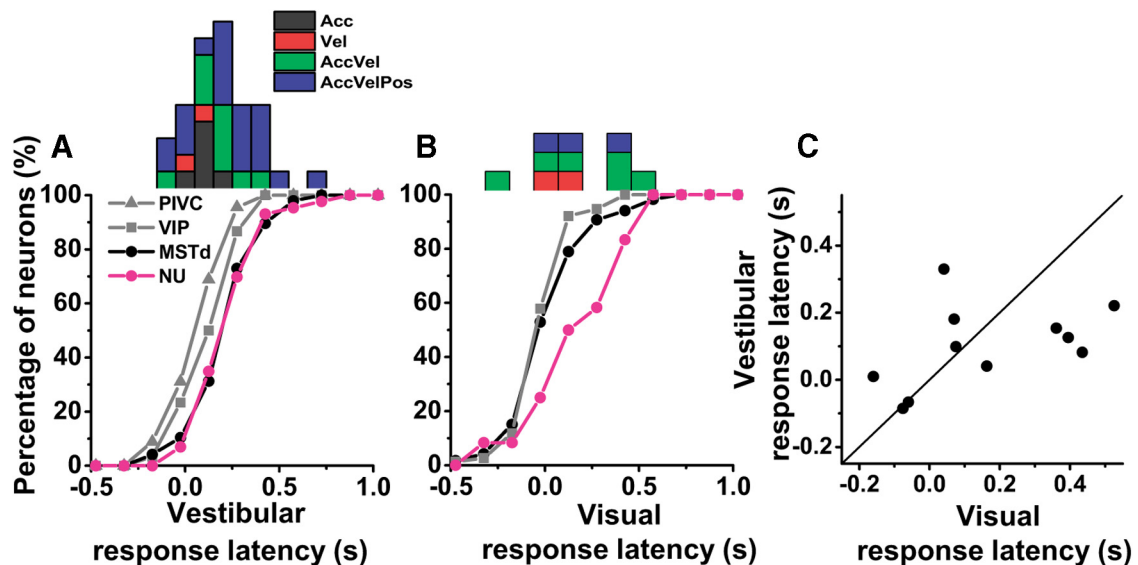 Acc
Vel
AccVel
AccVelPos
A
B
C
Percentage of neurons (%)
100
80
60
40
20
0
PIVC
VIP
MSTd
NU
-0.5
0.0
0.5
1.0
Vestibular
response latency (s)
100
80
60
40
20
0
-0.5
0.0
0.5
1.0
Visual
response latency (s)
Vestibular
response latency (s)
0.4
0.2
0.0
-0.2
-0.2
0.0
0.2
0.4
Visual
response latency (s)